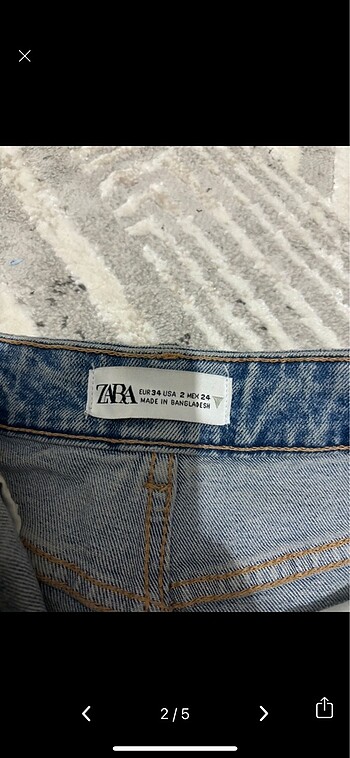 ZARA
EUR 34 USA 2 MEX 24
MADE IN BANGLADESH
2/5